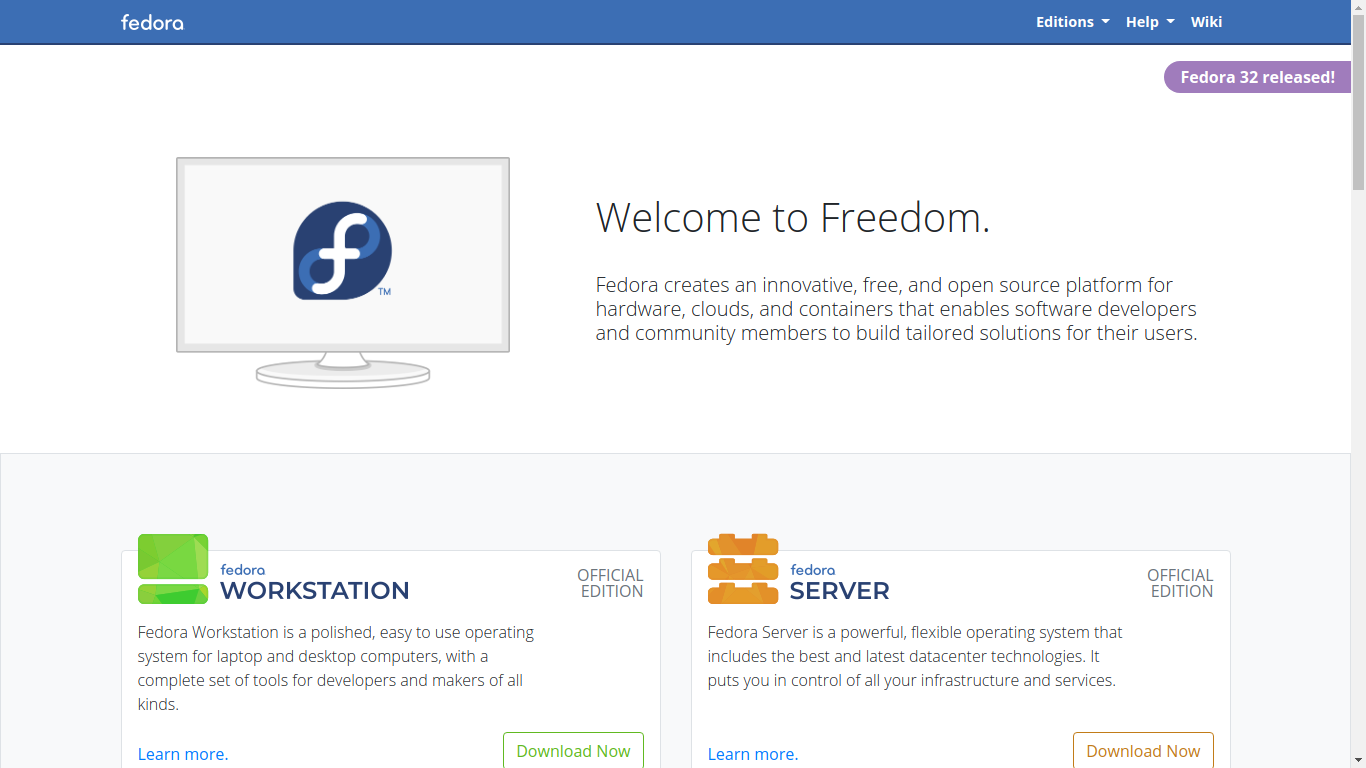 fedora
Editions
Help
Wiki
Fedora 32 released!
TM
Welcome to Freedom.
Fedora creates an innovative, free, and open source platform for
hardware, clouds, and containers that enables software developers
and community members to build tailored solutions for their users.
fedora
WORKSTATION
OFFICIAL
EDITION
Fedora Workstation is a polished, easy to use operating
system for laptop and desktop computers, with a
complete set of tools for developers and makers of all
kinds.
Learn more.
Download Now
fedora
SERVER
OFFICIAL
EDITION
Fedora Server is a powerful, flexible operating system that
includes the best and latest datacenter technologies. It
puts you in control of all your infrastructure and services.
Learn more.
Download Now